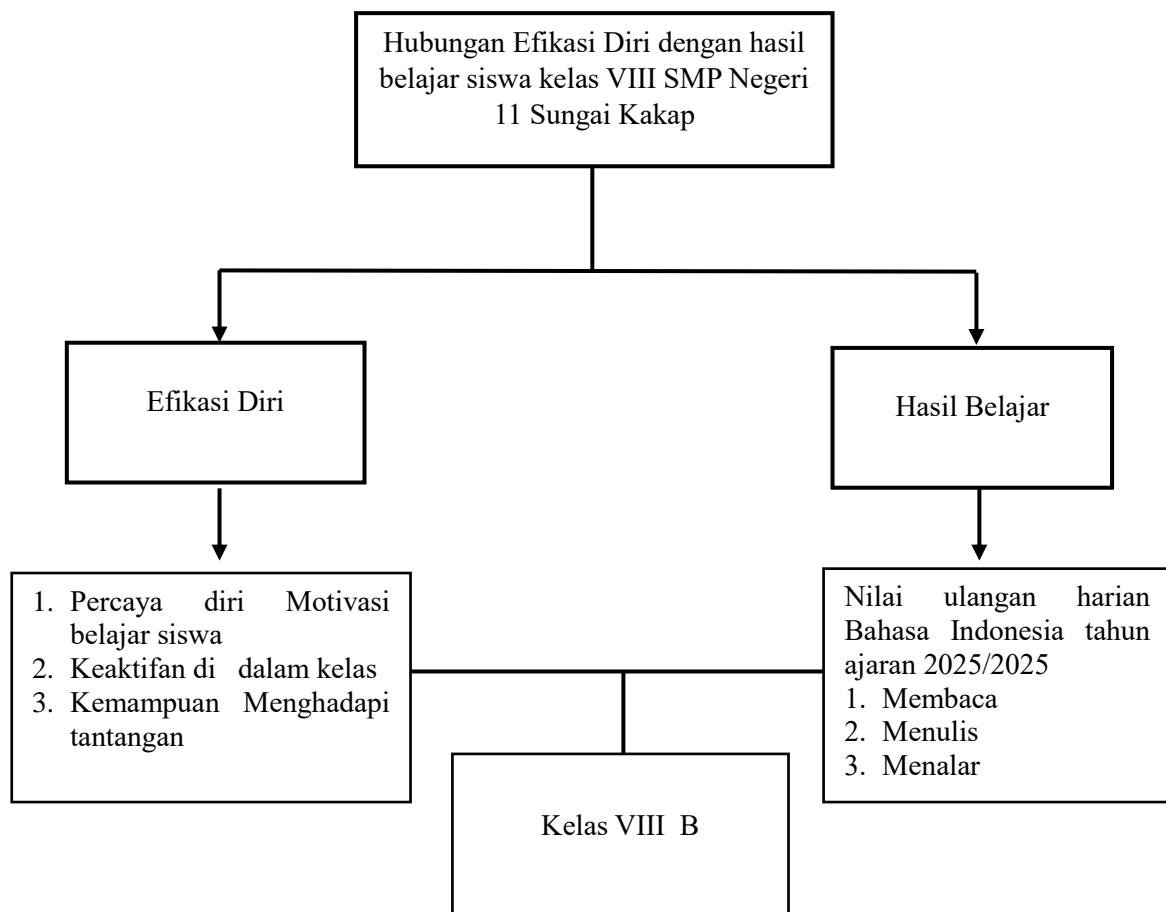 Hubungan Efikasi Diri dengan hasil
belajar siswa kelas VIII SMP Negeri
11 Sungai Kakap
Efikasi Diri
Hasil Belajar
1. Percaya diri Motivasi
belajar siswa
2. Keaktifan di dalam kelas
3. Kemampuan Menghadapi
tantangan
Nilai ulangan harian
Bahasa Indonesia tahun
ajaran 2025/2025
1. Membaca
2. Menulis
3. Menalar
Kelas VIII B